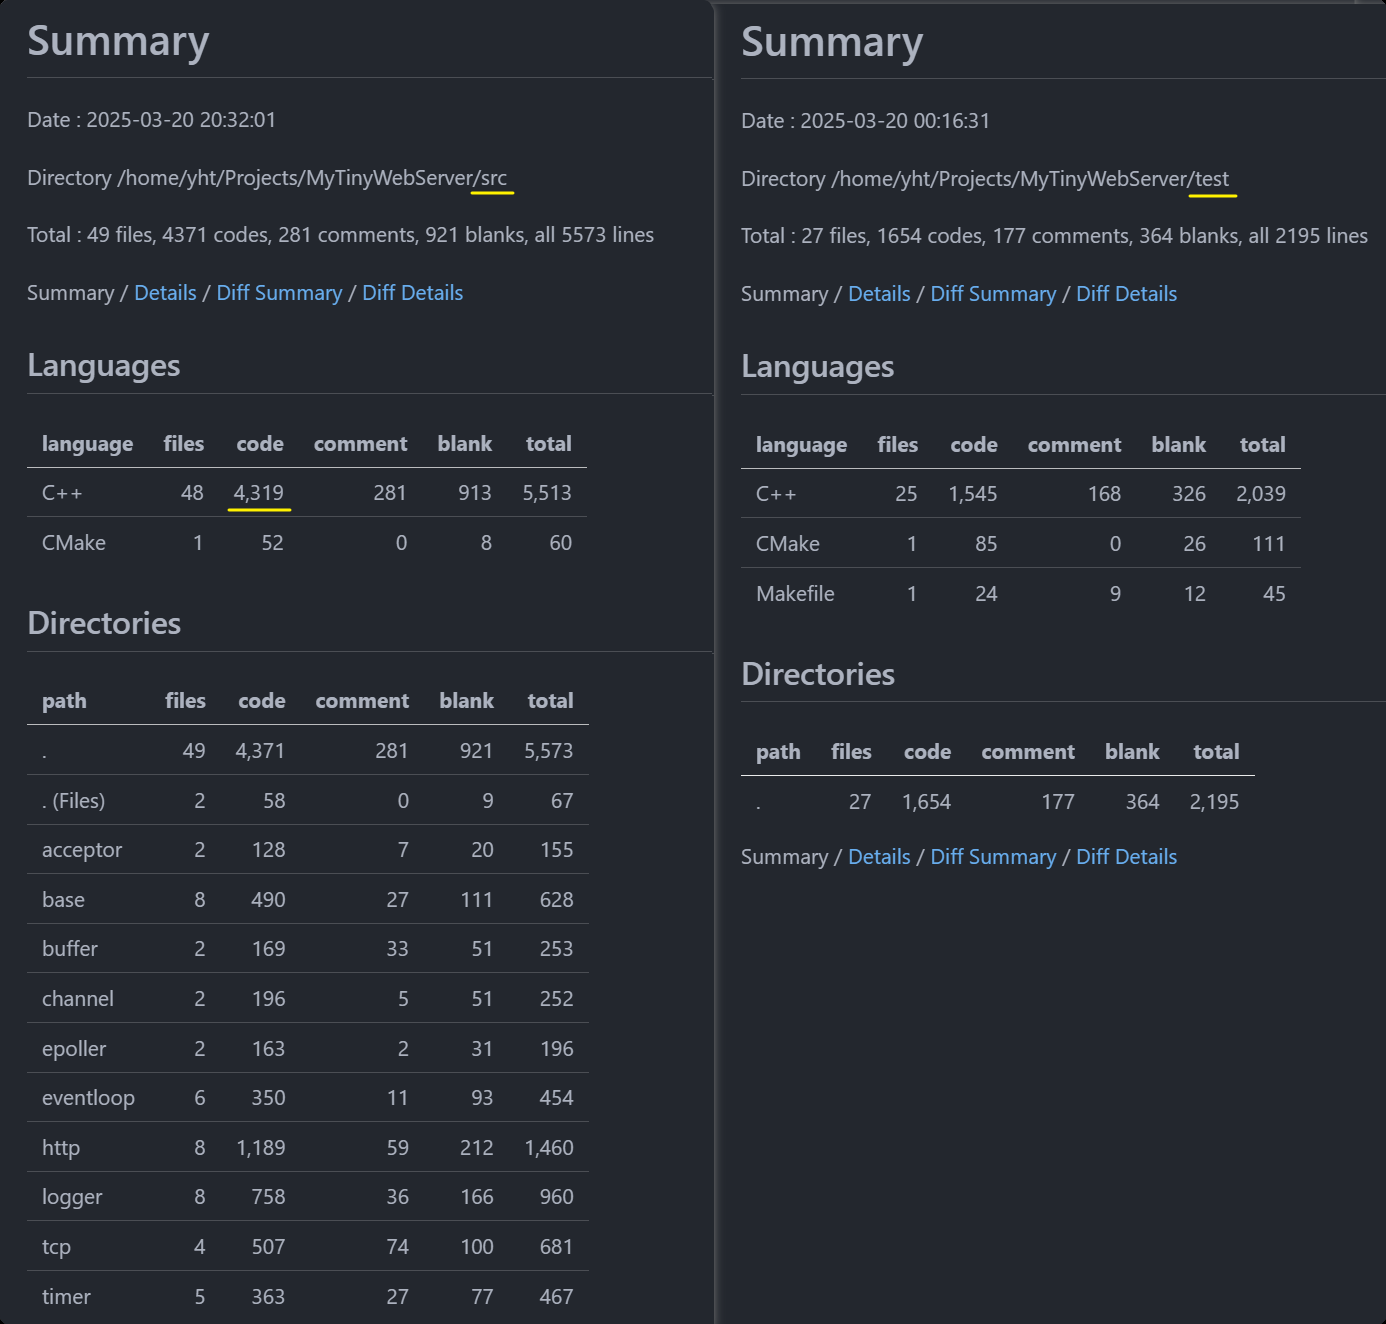 Summary
Date : 2025-03-20 20:32:01
Directory /home/yht/Projects/MyTinyWebServer/src
Total : 49 files, 4371 codes, 281 comments, 921 blanks, all 5573 lines
Summary / Details / Diff Summary / Diff Details
Languages
language files code comment blank total
C++ 48 4,319 281 913 5,513
CMake 1 52 0 8 60
Directories
path files code comment blank total
. 49 4,371 281 921 5,573
. (Files) 2 58 0 9 67
acceptor 2 128 7 20 155
base 8 490 27 111 628
buffer 2 169 33 51 253
channel 2 196 5 51 252
epoller 2 163 2 31 196
eventloop 6 350 11 93 454
http 8 1,189 59 212 1,460
logger 8 758 36 166 960
tcp 4 507 74 100 681
timer 5 363 27 77 467
Summary
Date : 2025-03-20 00:16:31
Directory /home/yht/Projects/MyTinyWebServer/test
Total : 27 files, 1654 codes, 177 comments, 364 blanks, all 2195 lines
Summary / Details / Diff Summary / Diff Details
Languages
language files code comment blank total
C++ 25 1,545 168 326 2,039
CMake 1 85 0 26 111
Makefile 1 24 9 12 45
Directories
path files code comment blank total
. 27 1,654 177 364 2,195
Summary / Details / Diff Summary / Diff Details